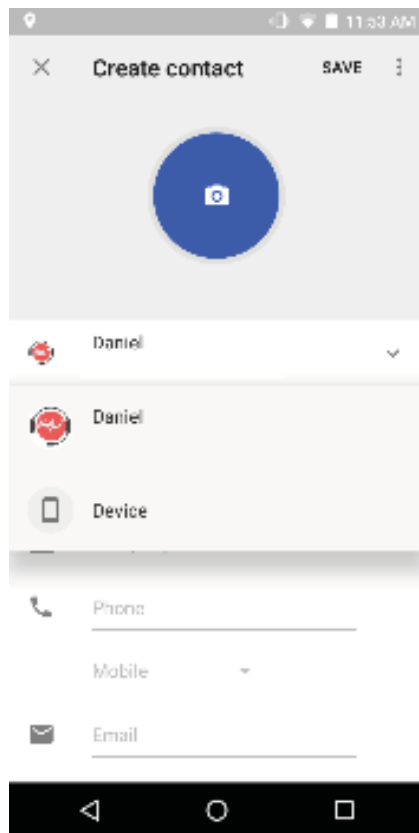 11:53 AM
Create contact SAVE
Daniel
Daniel
Device
Phone
Mobile
Email